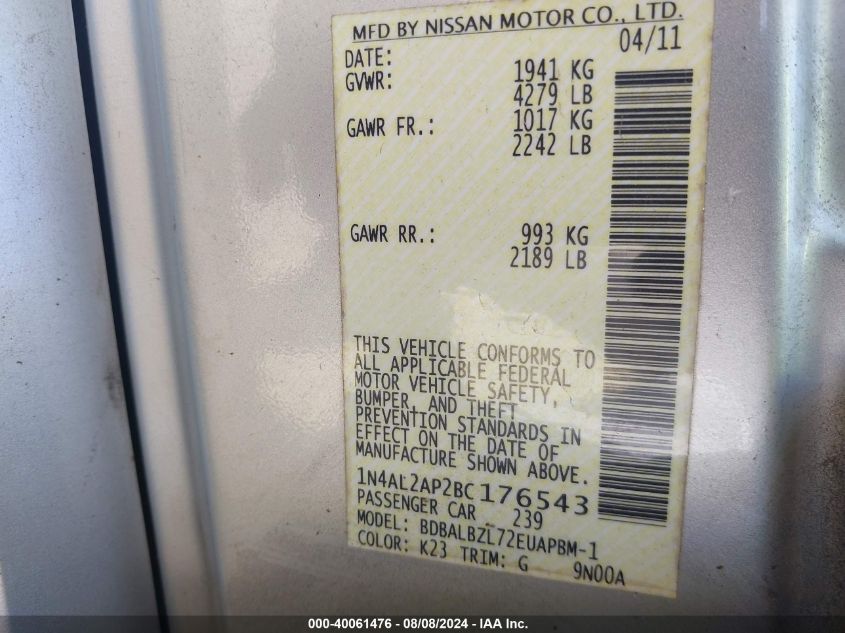 MFD BY NISSAN MOTOR CO., LTD.
DATE: 04/11
GVWR: 1941 KG
4279 LB
GAWR FR.: 1017 KG
2242 LB
GAWR RR.: 993 KG
2189 LB
THIS VEHICLE CONFORMS TO
ALL APPLICABLE FEDERAL
MOTOR VEHICLE SAFETY,
BUMPER, AND THEFT
PREVENTION STANDARDS IN
EFFECT ON THE DATE OF
MANUFACTURE SHOWN ABOVE.
1N4AL2AP2BC176543
PASSENGER CAR 239
MODEL: BDBALBZL72EUAPBM-1
COLOR: K23 TRIM: G 9N00A
000-40061476 - 08/08/2024 - IAA Inc.